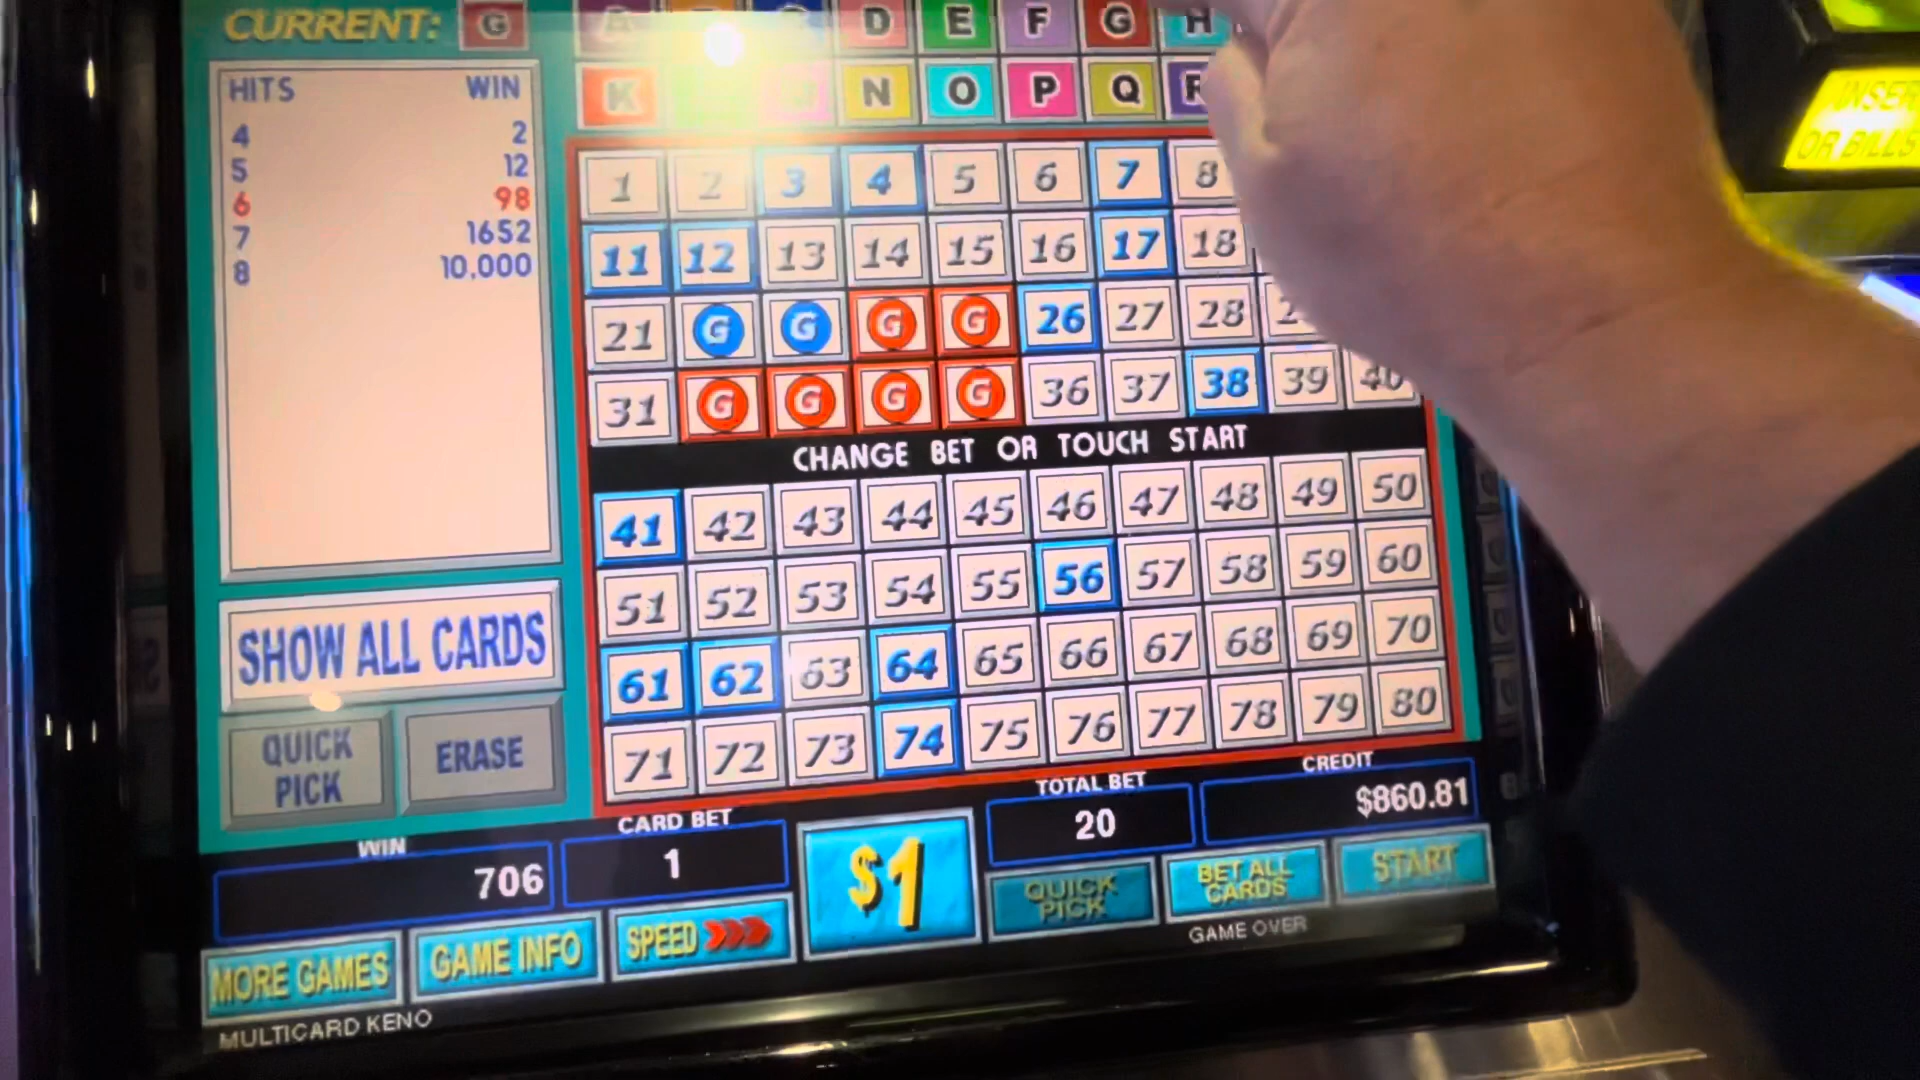 CURRENT: G
D E F G H
K N O P Q R
HITS WIN
4 2
5 12
6 98
7 1652
8 10,000
1 2 3 4 5 6 7 8
11 12 13 14 15 16 17 18
21 G G G G 26 27 28
31 G G G G 36 37 38 39 40
CHANGE BET OR TOUCH START
41 42 43 44 45 46 47 48 49 50
51 52 53 54 55 56 57 58 59 60
61 62 63 64 65 66 67 68 69 70
71 72 73 74 75 76 77 78 79 80
SHOW ALL CARDS
QUICK
PICK
ERASE
WIN
706
CARD BET
1
$1
TOTAL BET
20
CREDIT
$860.81
MORE GAMES
GAME INFO
SPEED
QUICK
PICK
BET ALL
CARDS
START
GAME OVER
MULTICARD KENO
INSER
OR BILLS